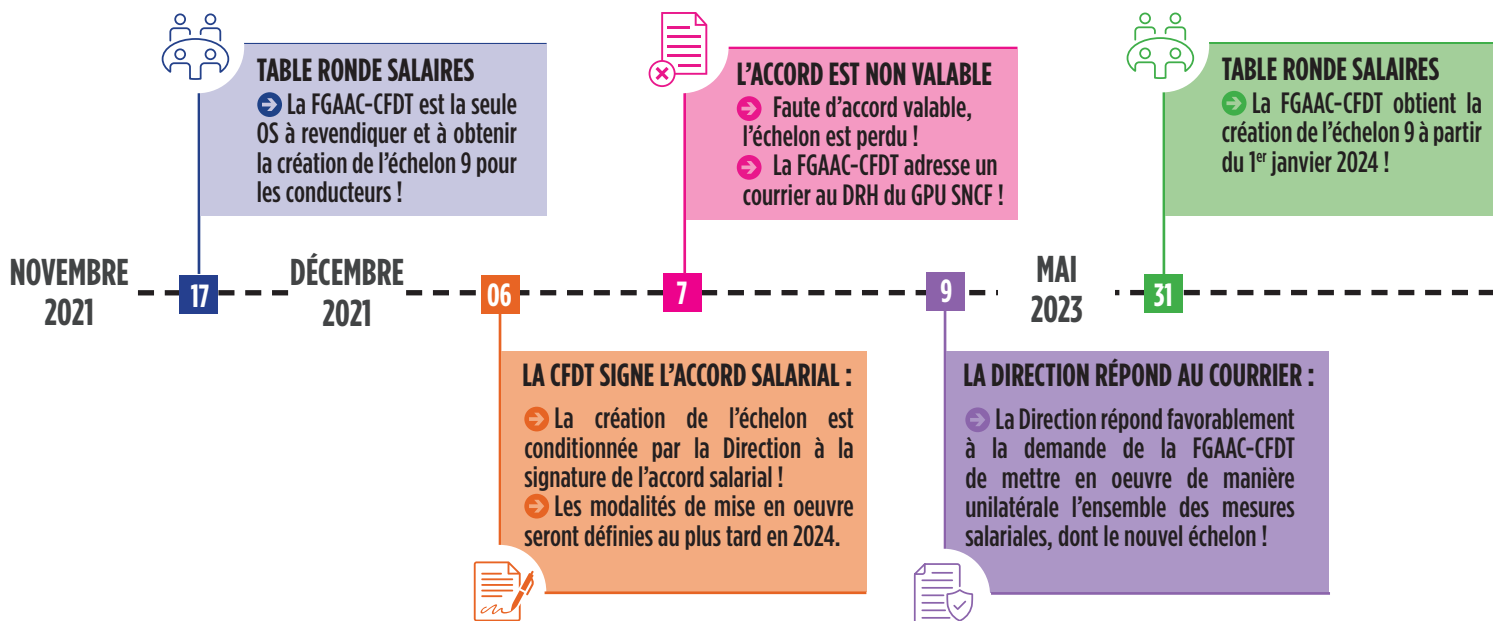 TABLE RONDE SALAIRES
La FGAAC-CFDT est la seule
OS à revendiquer et à obtenir
la création de l'échelon 9 pour
les conducteurs !
L'ACCORD EST NON VALABLE
Faute d'accord valable,
l'échelon est perdu !
La FGAAC-CFDT adresse un
courrier au DRH du GPU SNCF !
TABLE RONDE SALAIRES
La FGAAC-CFDT obtient la
création de l'échelon 9 à partir
du 1er janvier 2024 !
NOVEMBRE
2021
17
DÉCEMBRE
2021
06
7
9
MAI
2023
31
LA CFDT SIGNE L'ACCORD SALARIAL :
La création de l'échelon est
conditionnée par la Direction à la
signature de l'accord salarial !
Les modalités de mise en oeuvre
seront définies au plus tard en 2024.
LA DIRECTION RÉPOND AU COURRIER :
La Direction répond favorablement
à la demande de la FGAAC-CFDT
de mettre en oeuvre de manière
unilatérale l'ensemble des mesures
salariales, dont le nouvel échelon !